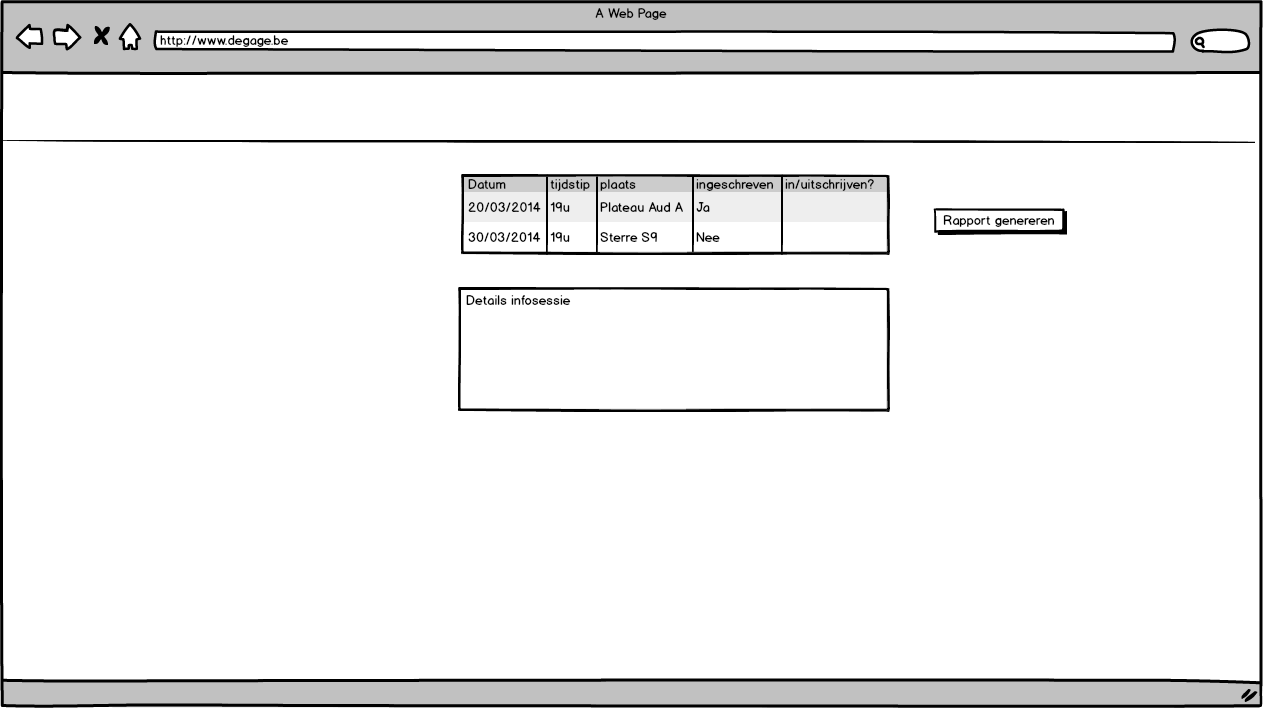 A Web Page
http://www.degage.be
Datum tijdstip plaats ingeschreven in/uitschrijven?
20/03/2014 19u Plateau Aud A Ja
30/03/2014 19u Sterre S9 Nee
Rapport genereren
Details infosessie